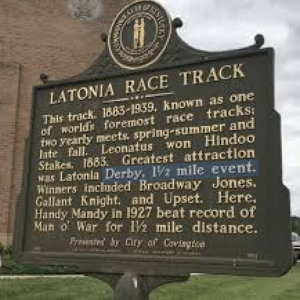 COMMONWEALTH OF KENTUCKY
LATONIA RACE TRACK
This track, 1883-1939, known as one
of world's foremost race tracks;
two yearly meets, spring-summer and
late fall. Leonatus won Hindoo
Stakes, 1883. Greatest attraction
was Latonia Derby, 1½ mile event.
Winners included Broadway Jones,
Gallant Knight, and Upset. Here,
Handy Mandy in 1927 beat record of
Man o' War for 1½ mile distance.
Presented by City of Covington